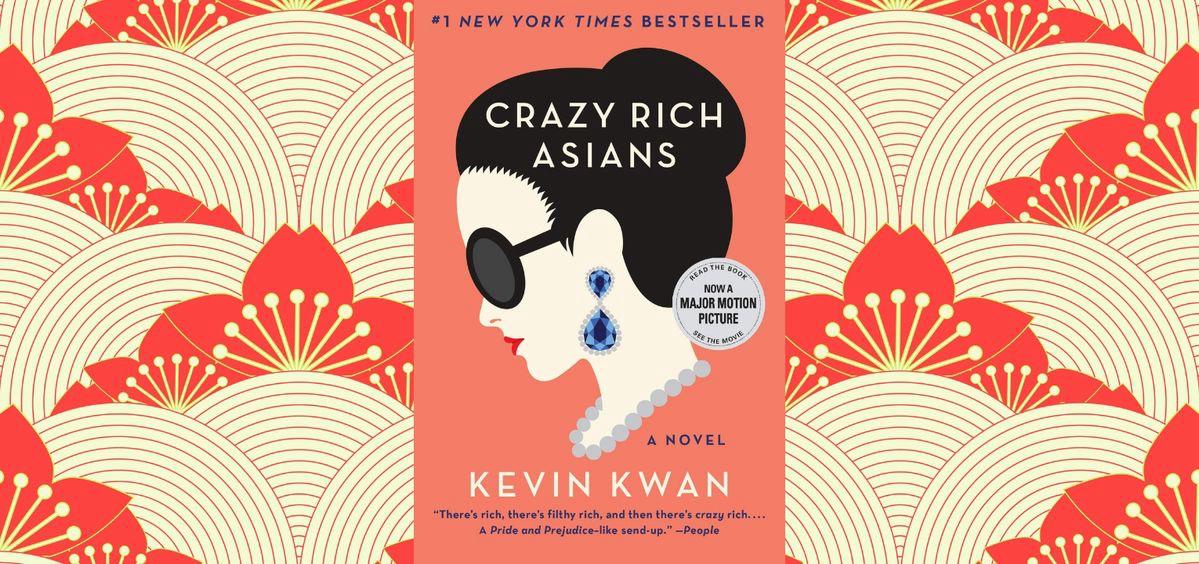 #1 NEW YORK TIMES BESTSELLER
CRAZY RICH
ASIANS
READ THE BOOK
NOW A
MAJOR MOTION
PICTURE
SEE THE MOVIE
A NOVEL
KEVIN KWAN
“There’s rich, there’s filthy rich, and then there’s crazy rich....
A Pride and Prejudice–like send-up.” —People